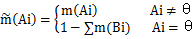 m̃(Ai) = { m(Ai) Ai ≠ θ
1 − ∑m(Bi) Ai = θ